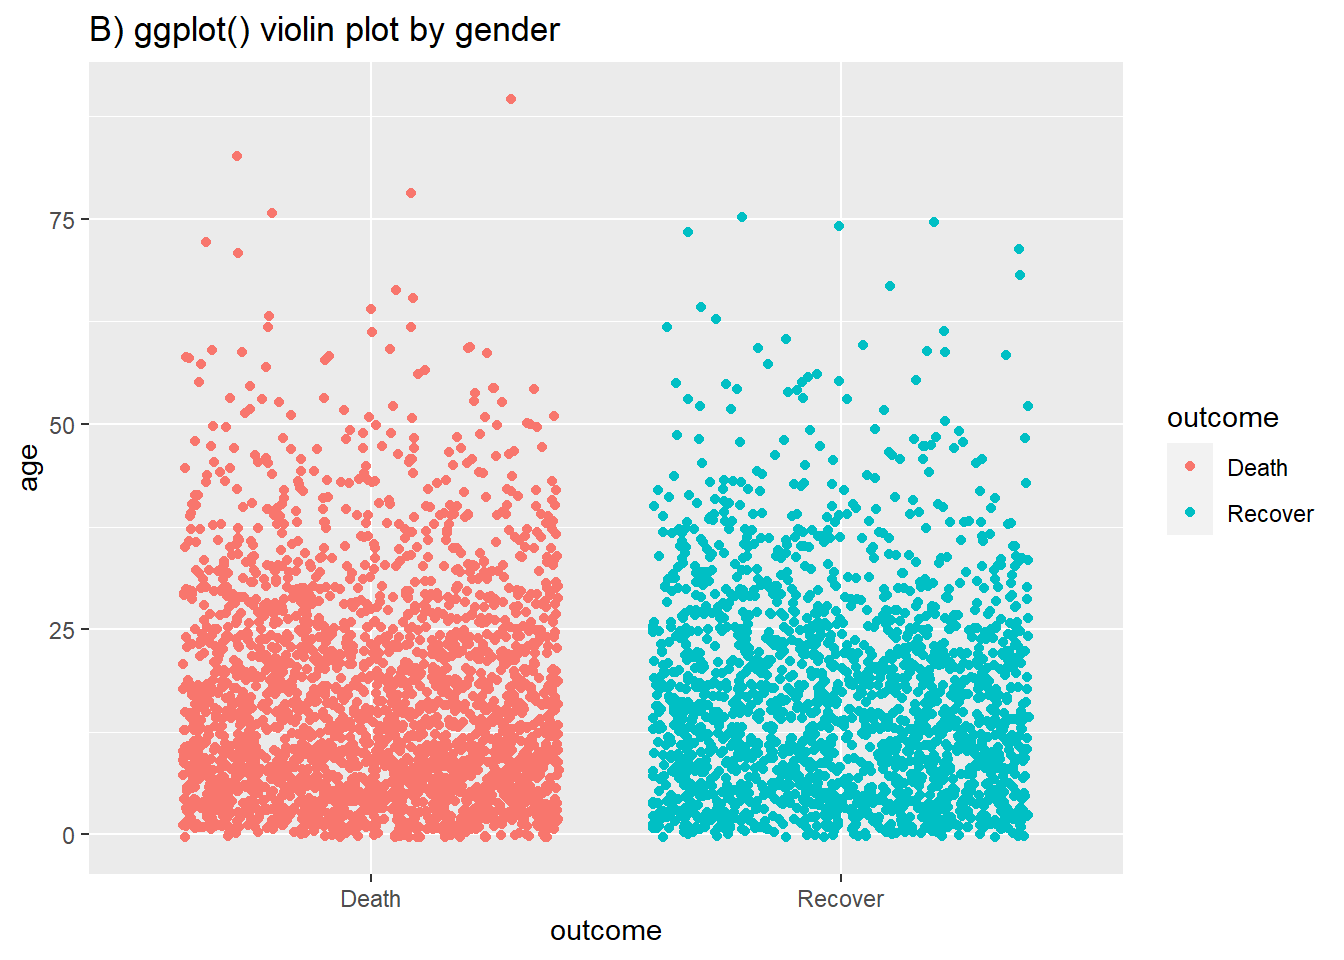 B) ggplot() violin plot by gender
75
50
25
0
age
Death
Recover
outcome
outcome
Death
Recover